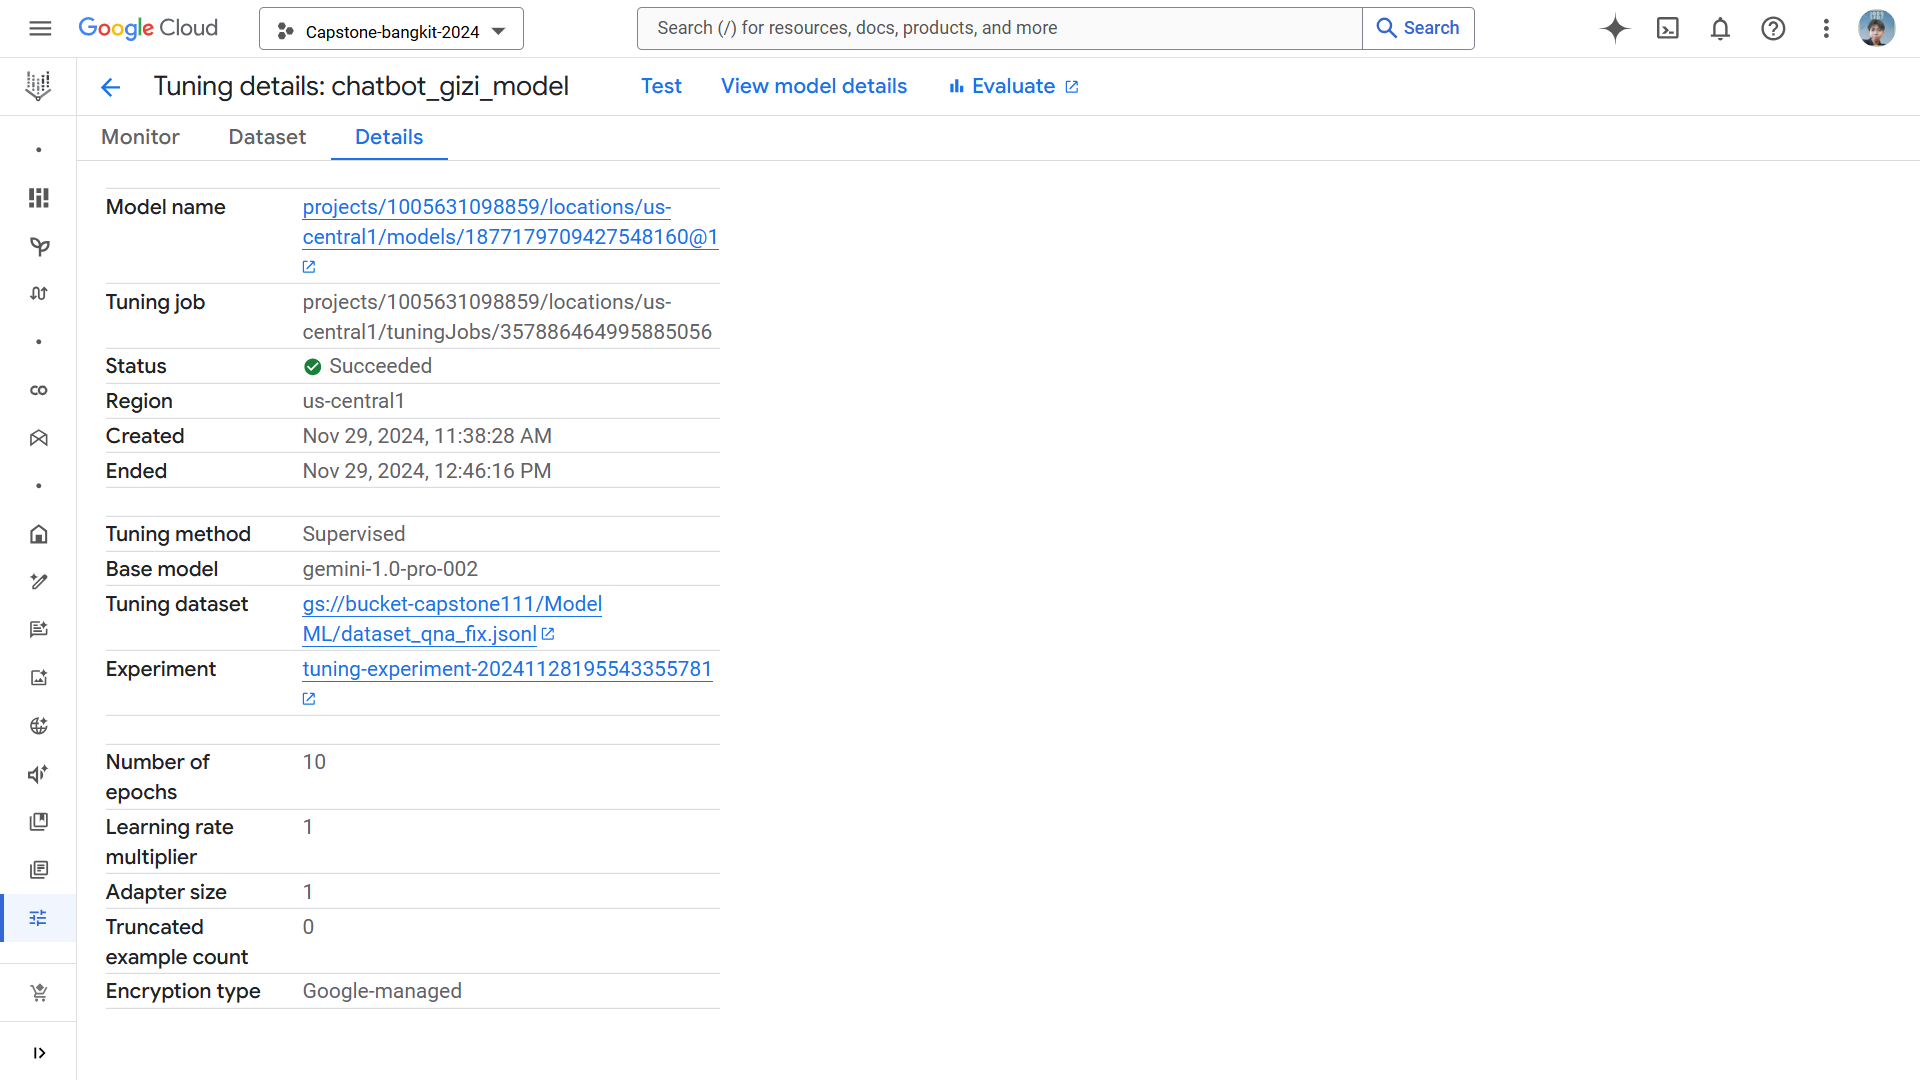 Google Cloud
Capstone-bangkit-2024
Search (/) for resources, docs, products, and more
Search
Tuning details: chatbot_gizi_model
Test
View model details
Evaluate
Monitor
Dataset
Details
Model name
projects/1005631098859/locations/us-
central1/models/1877179709427548160@1
Tuning job
projects/1005631098859/locations/us-
central1/tuningJobs/357886464995885056
Status
Succeeded
Region
us-central1
Created
Nov 29, 2024, 11:38:28 AM
Ended
Nov 29, 2024, 12:46:16 PM
Tuning method
Supervised
Base model
gemini-1.0-pro-002
Tuning dataset
gs://bucket-capstone111/Model
ML/dataset_qna_fix.jsonl
Experiment
tuning-experiment-20241128195543355781
Number of
epochs
10
Learning rate
multiplier
1
Adapter size
1
Truncated
example count
0
Encryption type
Google-managed